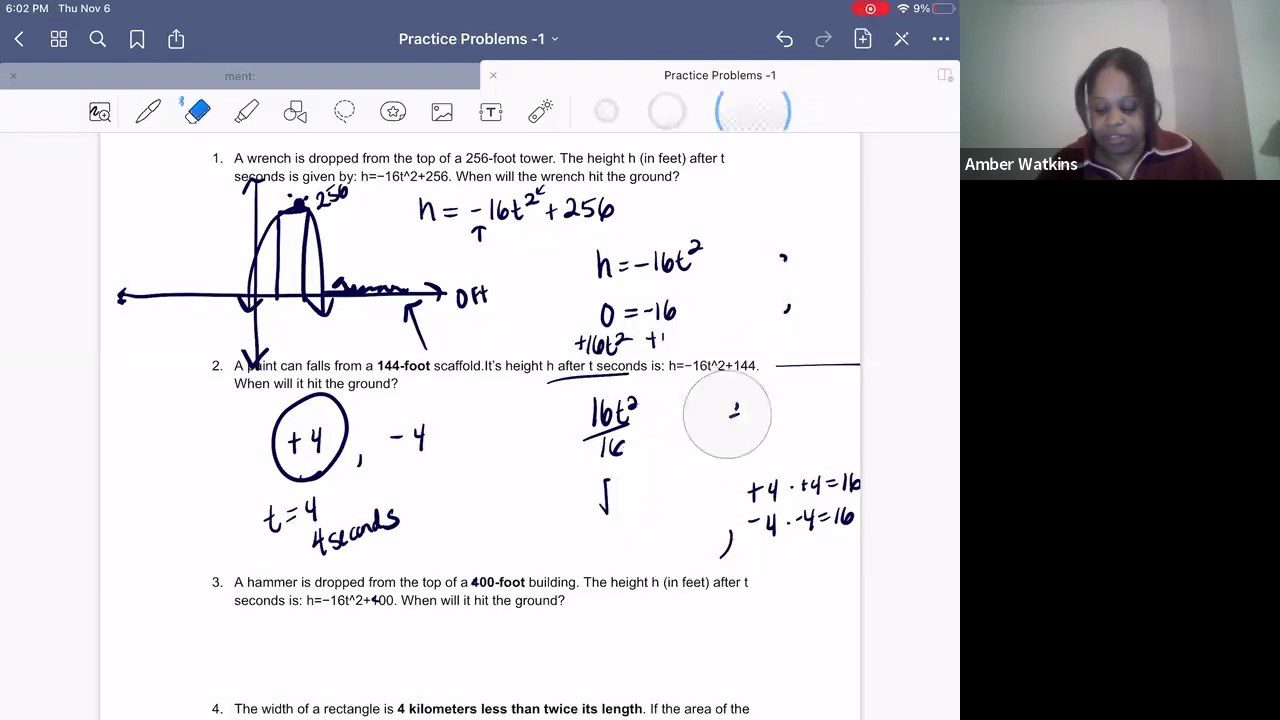 6:02 PM Thu Nov 6
9%
Practice Problems -1
ment:
Practice Problems -1
1. A wrench is dropped from the top of a 256-foot tower. The height h (in feet) after t
seconds is given by: h=−16t^2+256. When will the wrench hit the ground?
256
h = -16t² + 256
h = -16t²
0 = -16
0ft
+16t² +
2. A paint can falls from a 144-foot scaffold.It's height h after t seconds is: h=−16t^2+144.
When will it hit the ground?
+4 , -4
16t²
16
t = 4
4 seconds
+4 · +4 = 16
-4 · -4 = 16
3. A hammer is dropped from the top of a 400-foot building. The height h (in feet) after t
seconds is: h=−16t^2+400. When will it hit the ground?
4. The width of a rectangle is 4 kilometers less than twice its length. If the area of the
Amber Watkins